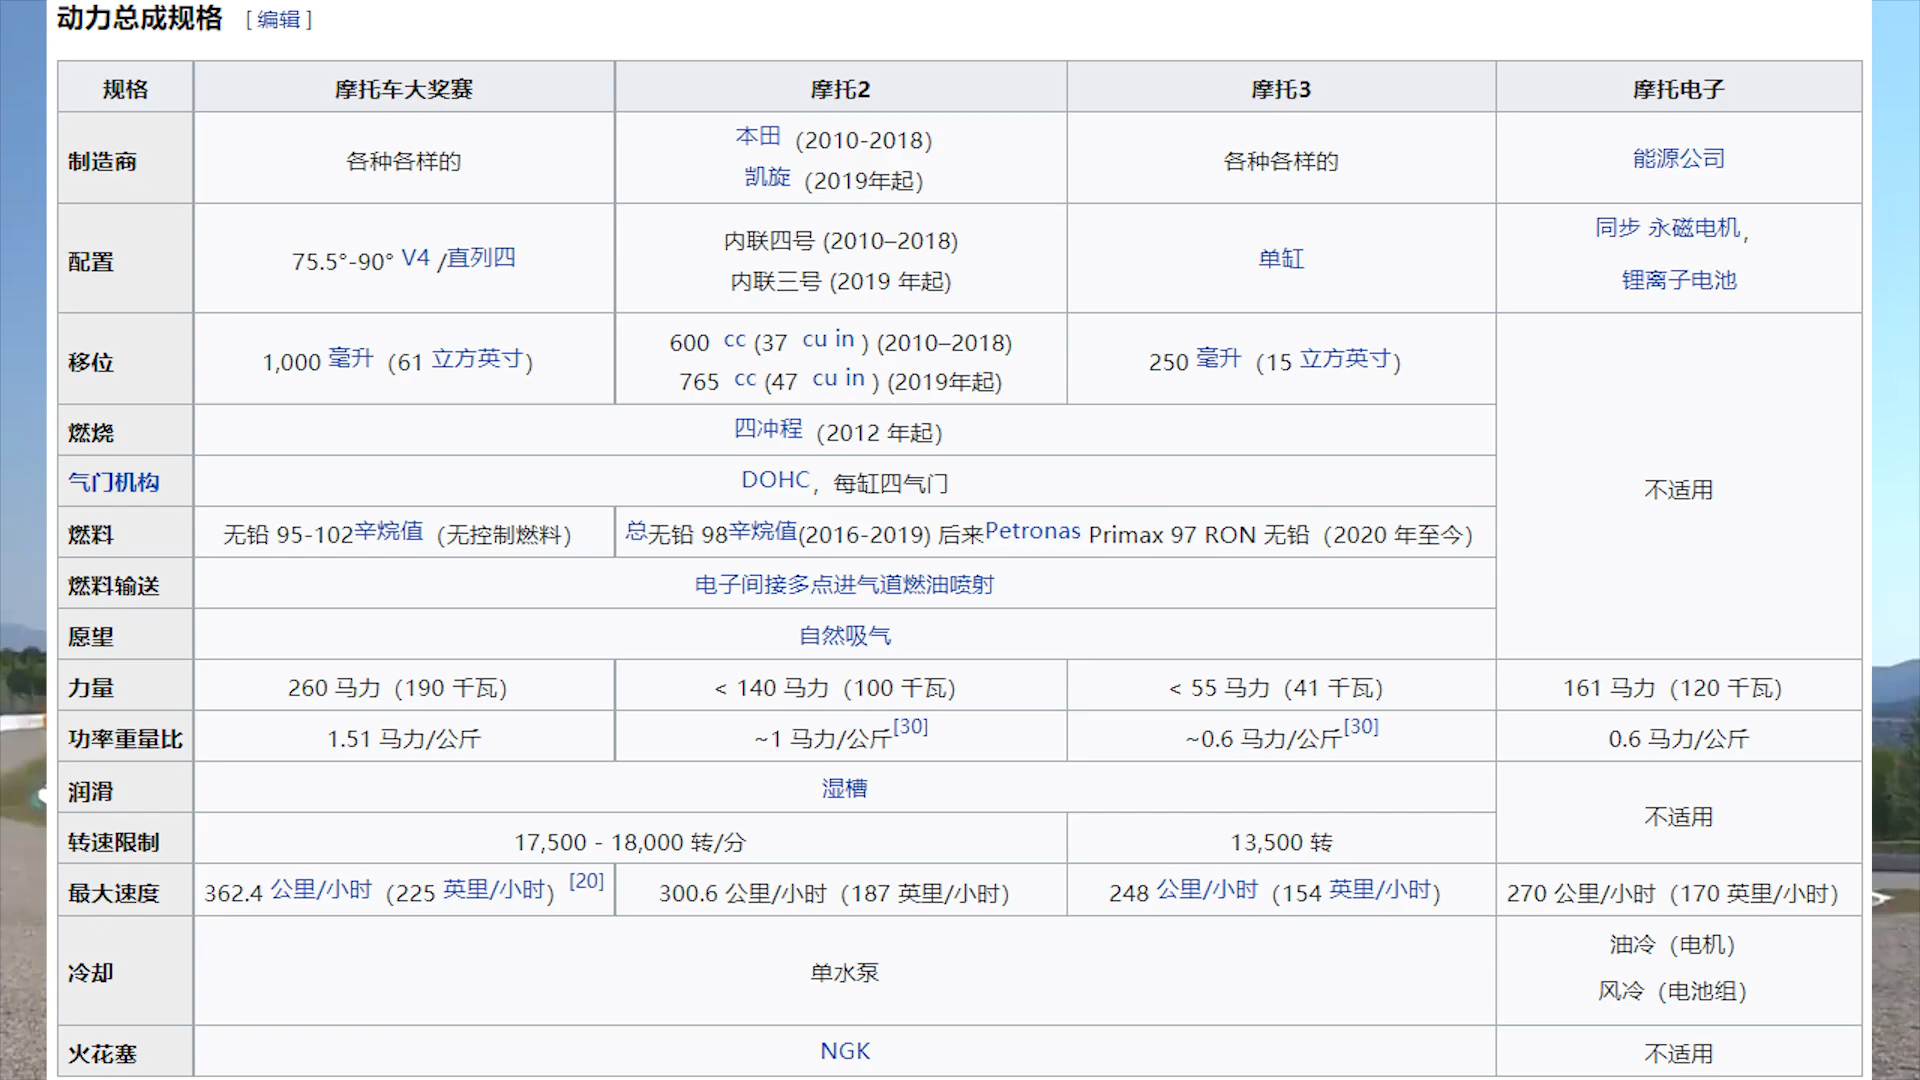 动力总成规格 [ 编辑 ]
规格 摩托车大奖赛 摩托2 摩托3 摩托电子
制造商 各种各样的 本田 (2010-2018) 各种各样的 能源公司
凯旋 (2019年起)
配置 75.5°-90° V4 /直列四 内联四号 (2010–2018) 单缸 同步 永磁电机,
内联三号 (2019 年起) 锂离子电池
移位 1,000 毫升 (61 立方英寸) 600 cc (37 cu in ) (2010–2018) 250 毫升 (15 立方英寸) 不适用
765 cc (47 cu in ) (2019年起)
燃烧 四冲程 (2012 年起)
气门机构 DOHC, 每缸四气门
燃料 无铅 95-102辛烷值 (无控制燃料) 总无铅 98辛烷值(2016-2019) 后来Petronas Primax 97 RON 无铅 (2020 年至今)
燃料输送 电子间接多点进气道燃油喷射
愿望 自然吸气
力量 260 马力 (190 千瓦) < 140 马力 (100 千瓦) < 55 马力 (41 千瓦) 161 马力 (120 千瓦)
功率重量比 1.51 马力/公斤 ~1 马力/公斤[30] ~0.6 马力/公斤[30] 0.6 马力/公斤
润滑 湿槽 不适用
转速限制 17,500 - 18,000 转/分 13,500 转
最大速度 362.4 公里/小时 (225 英里/小时) [20] 300.6 公里/小时 (187 英里/小时) 248 公里/小时 (154 英里/小时) 270 公里/小时 (170 英里/小时)
冷却 单水泵 油冷 (电机)
风冷 (电池组)
火花塞 NGK 不适用